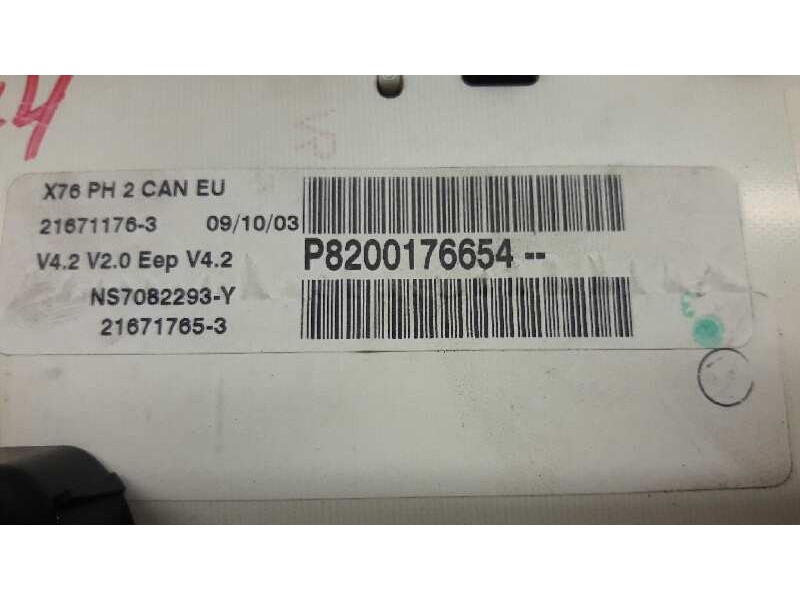 X76 PH 2 CAN EU
21671176-3 09/10/03
V4.2 V2.0 Eep V4.2
P8200176654 --
NS7082293-Y
21671765-3